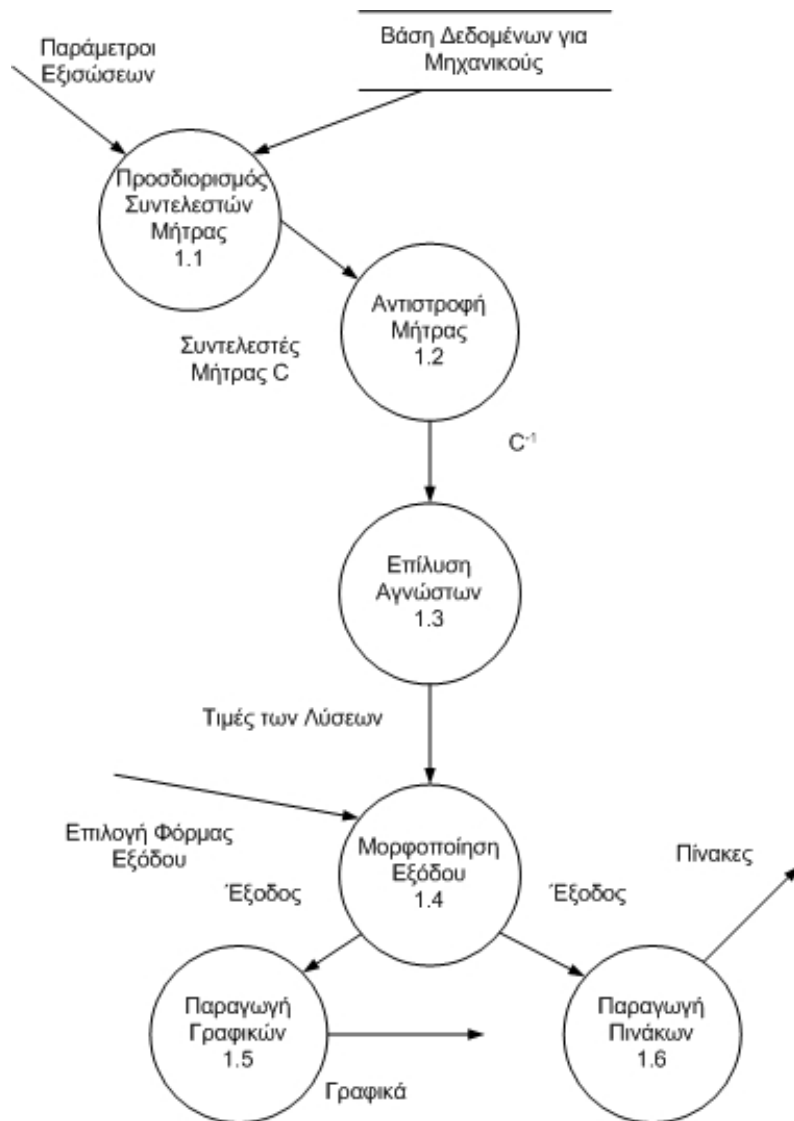 Παράμετροι
Εξισώσεων
Βάση Δεδομένων για
Μηχανικούς
Προσδιορισμός
Συντελεστών
Μήτρας
1.1
Αντιστροφή
Μήτρας
1.2
Συντελεστές
Μήτρας C
C⁻¹
Επίλυση
Αγνώστων
1.3
Τιμές των Λύσεων
Επιλογή Φόρμας
Εξόδου
Μορφοποίηση
Εξόδου
1.4
Πίνακες
Έξοδος
Έξοδος
Παραγωγή
Γραφικών
1.5
Παραγωγή
Πινάκων
1.6
Γραφικά